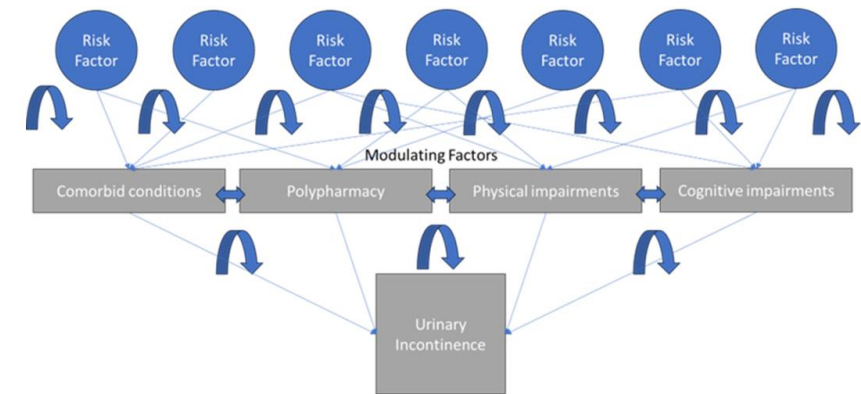 Risk
Factor
Risk
Factor
Risk
Factor
Risk
Factor
Risk
Factor
Risk
Factor
Risk
Factor
Modulating Factors
Comorbid conditions
Polypharmacy
Physical impairments
Cognitive impairments
Urinary
Incontinence